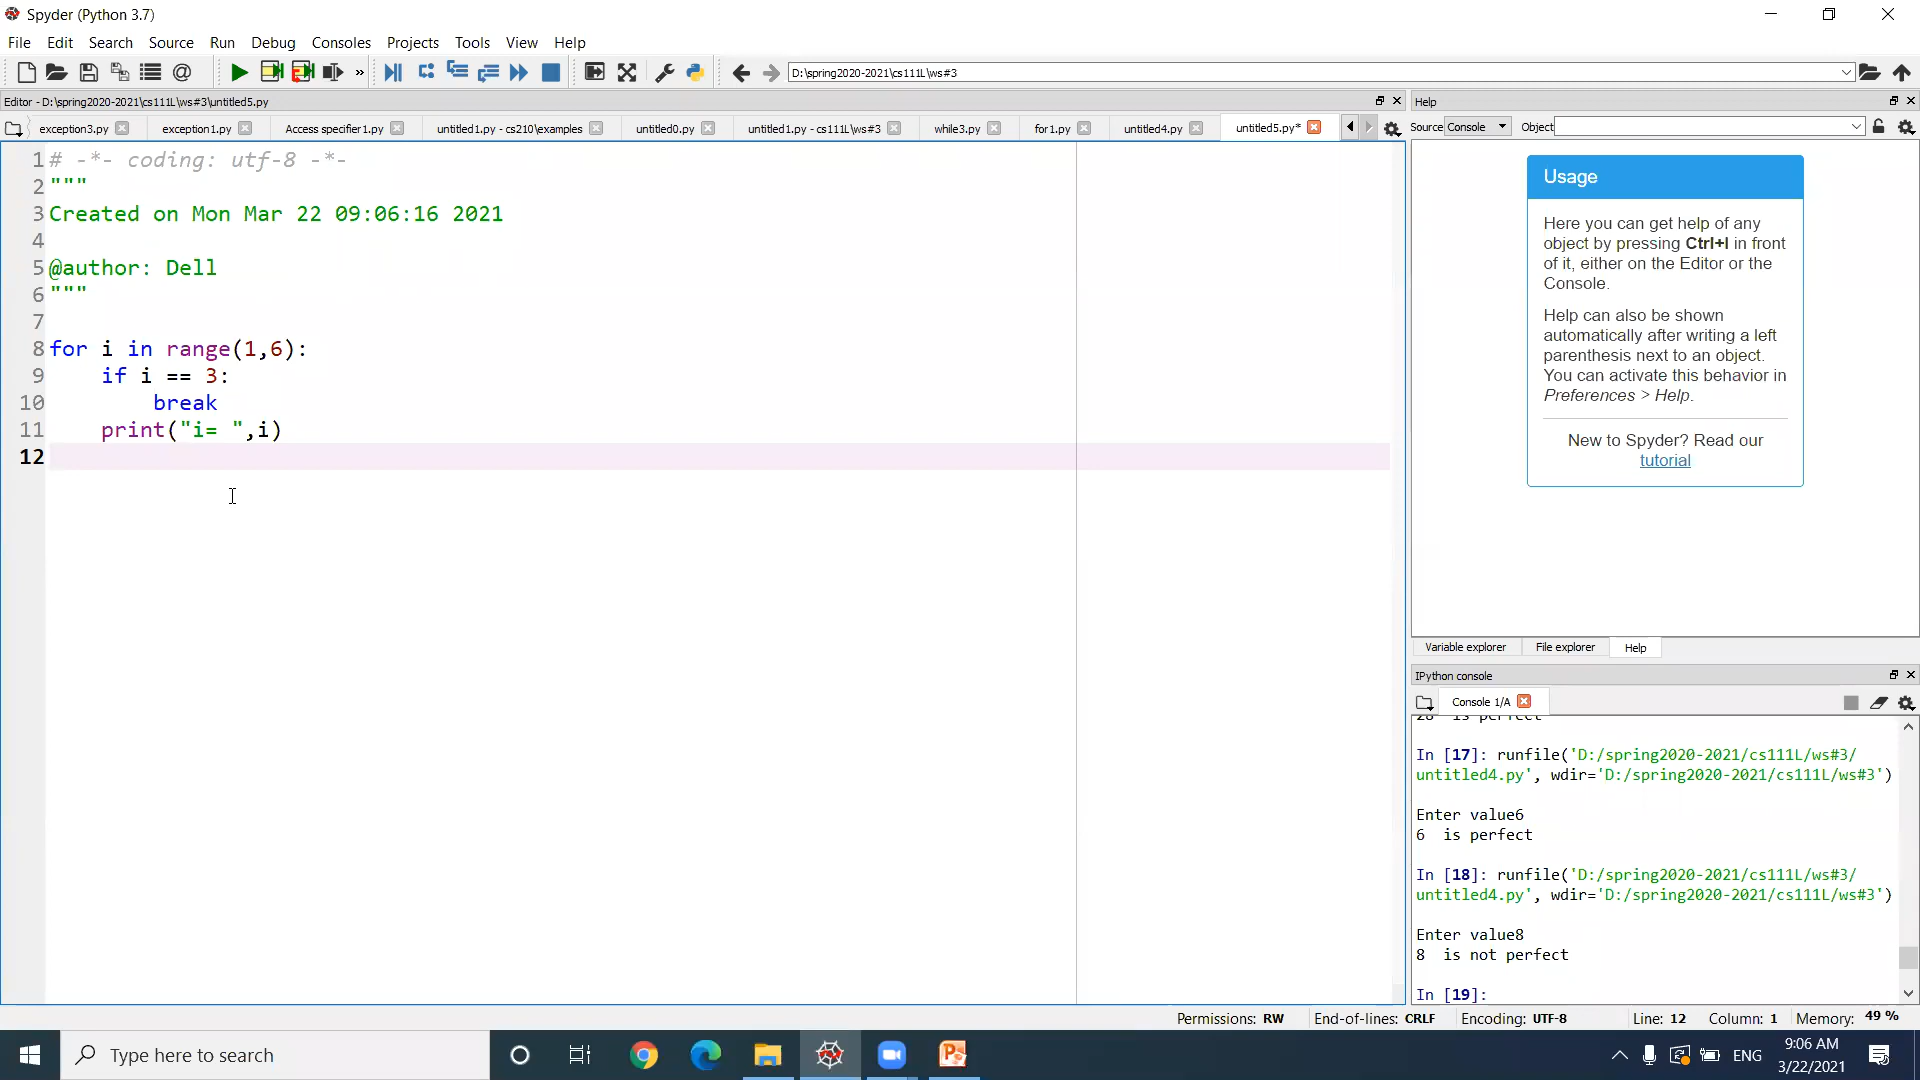 Spyder (Python 3.7)
File Edit Search Source Run Debug Consoles Projects Tools View Help
D:\spring2020-2021\cs111L\ws#3
Editor - D:\spring2020-2021\cs111L\ws#3\untitled5.py
exception3.py exception1.py Access specifier1.py untitled1.py - cs210\examples untitled0.py untitled1.py - cs111L\ws#3 while3.py for1.py untitled4.py untitled5.py*
1 # -*- coding: utf-8 -*-
2 """
3 Created on Mon Mar 22 09:06:16 2021
4
5 @author: Dell
6 """
7
8 for i in range(1,6):
9 if i == 3:
10 break
11 print("i= ",i)
12
Help
Source Console Object
Usage
Here you can get help of any
object by pressing Ctrl+I in front
of it, either on the Editor or the
Console.
Help can also be shown
automatically after writing a left
parenthesis next to an object.
You can activate this behavior in
Preferences > Help.
New to Spyder? Read our
tutorial
Variable explorer File explorer Help
IPython console
Console 1/A
28 is perfect
In [17]: runfile('D:/spring2020-2021/cs111L/ws#3/
untitled4.py', wdir='D:/spring2020-2021/cs111L/ws#3')
Enter value6
6 is perfect
In [18]: runfile('D:/spring2020-2021/cs111L/ws#3/
untitled4.py', wdir='D:/spring2020-2021/cs111L/ws#3')
Enter value8
8 is not perfect
In [19]:
Permissions: RW End-of-lines: CRLF Encoding: UTF-8 Line: 12 Column: 1 Memory: 49 %
Type here to search
ENG
9:06 AM
3/22/2021